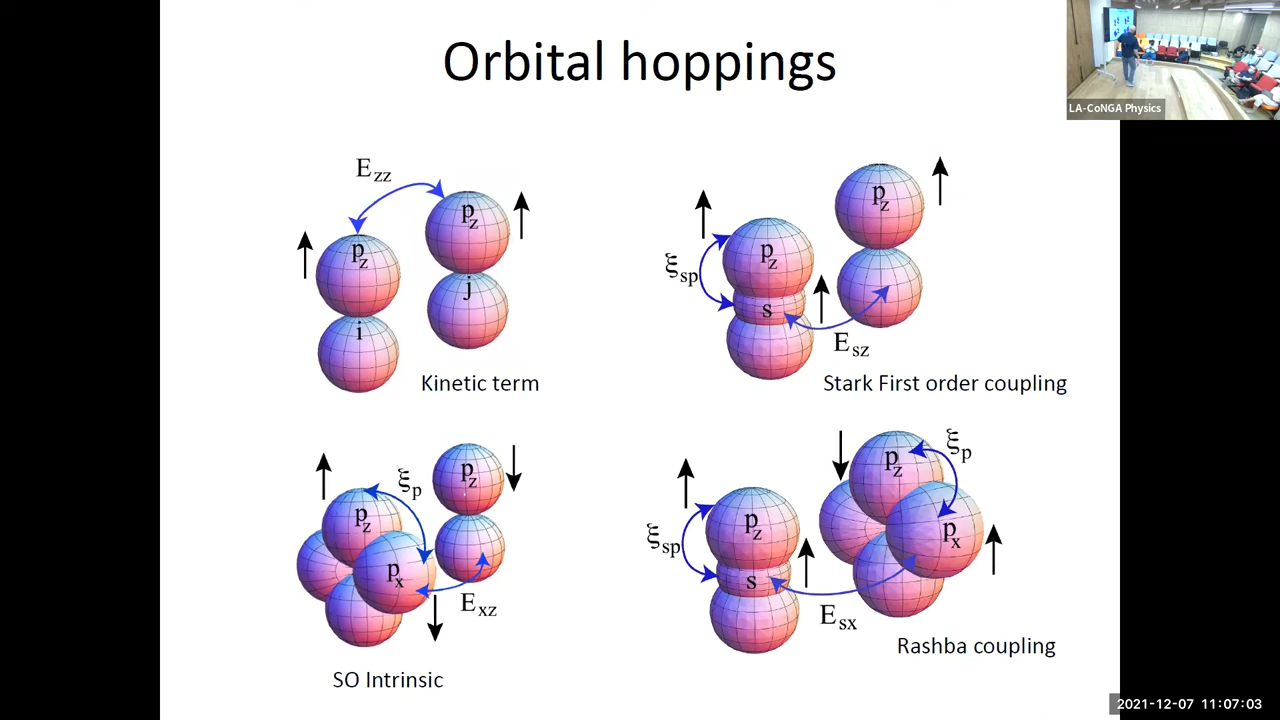 Orbital hoppings
LA-CoNGA Physics
E_zz
p_z
p_z
i
j
Kinetic term
p_z
p_z
ξ_sp
s
E_sz
Stark First order coupling
p_z
ξ_p
p_z
p_x
E_xz
SO Intrinsic
p_z
ξ_sp
s
p_z
ξ_p
p_x
E_sx
Rashba coupling
2021-12-07 11:07:03